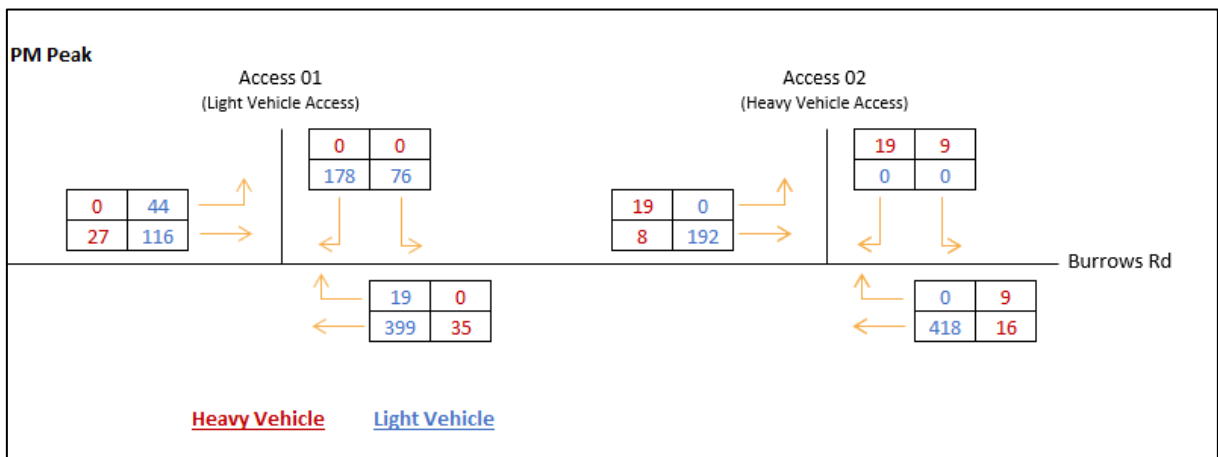 PM Peak
Access 01
(Light Vehicle Access)
Access 02
(Heavy Vehicle Access)
0 0
178 76
19 9
0 0
0 44
27 116
19 0
8 192
Burrows Rd
19 0
399 35
0 9
418 16
Heavy Vehicle Light Vehicle